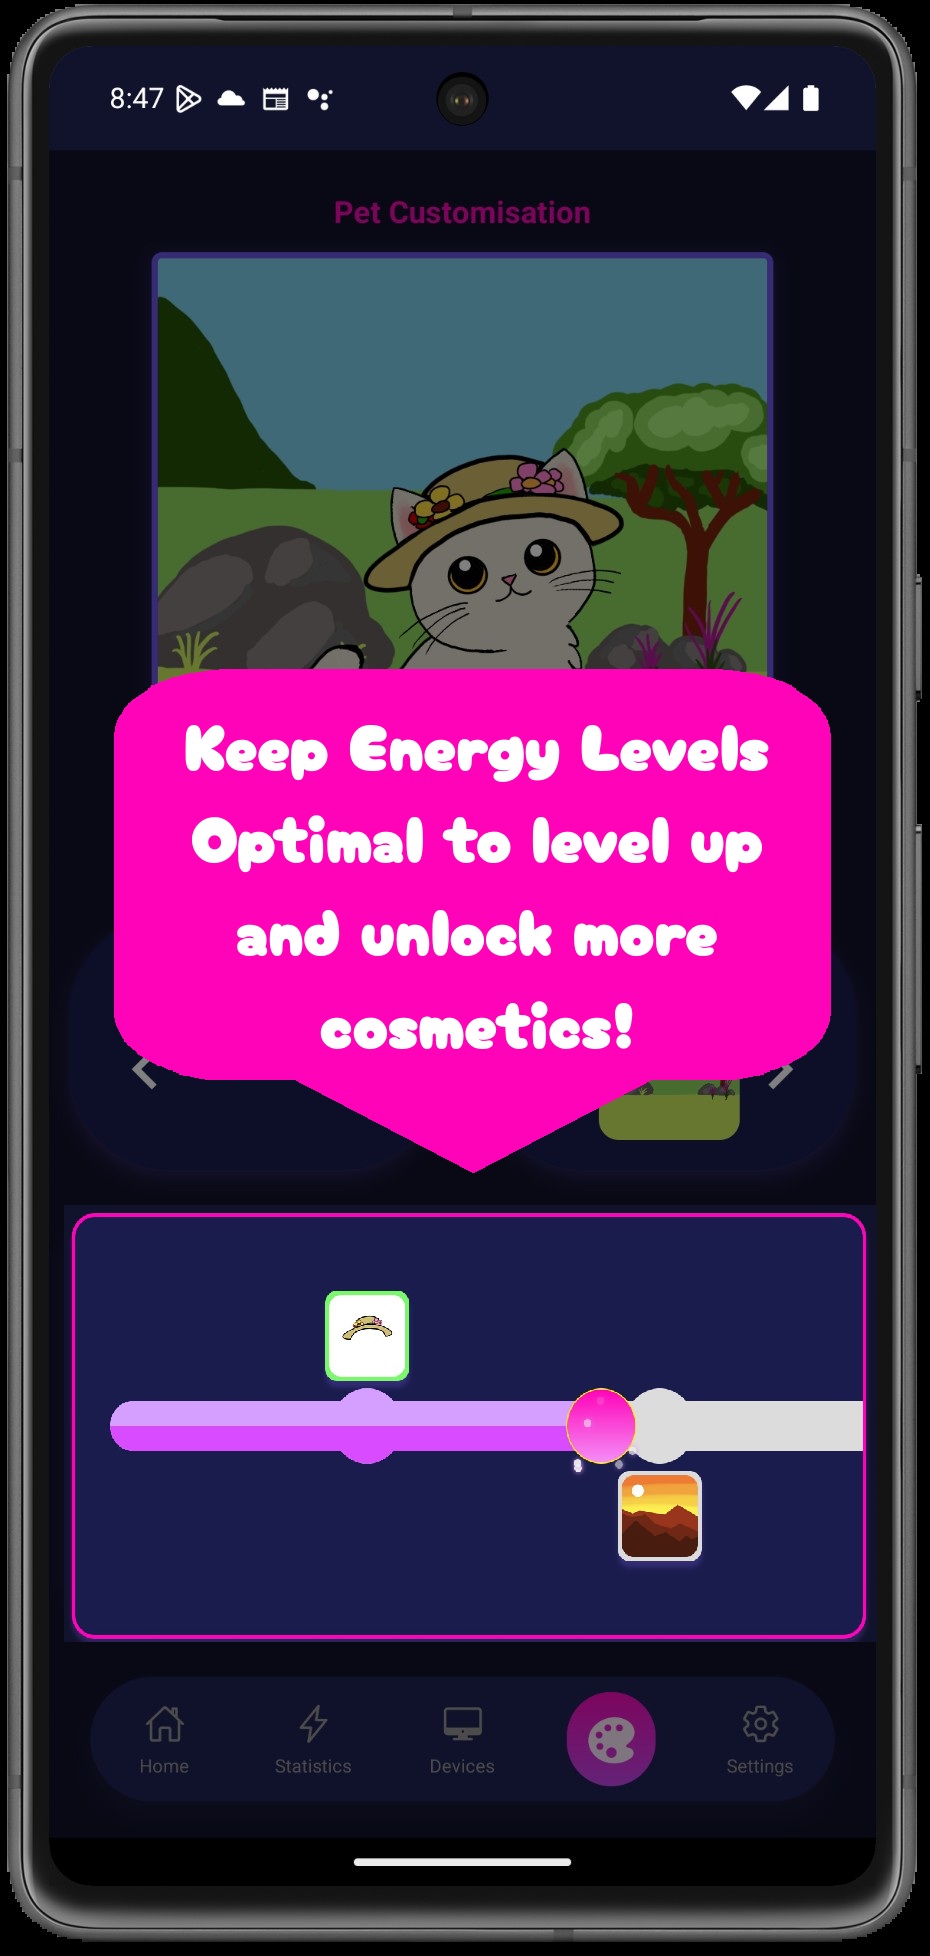 8:47
Pet Customisation
Keep Energy Levels
Optimal to level up
and unlock more
cosmetics!
Home
Statistics
Devices
Settings